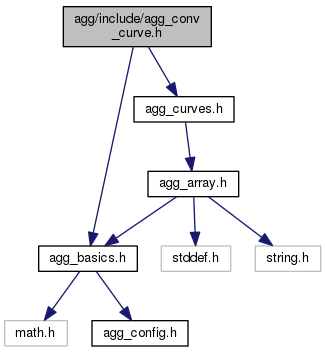 agg/include/agg_conv
_curve.h
agg_curves.h
agg_array.h
agg_basics.h
stddef.h
string.h
math.h
agg_config.h